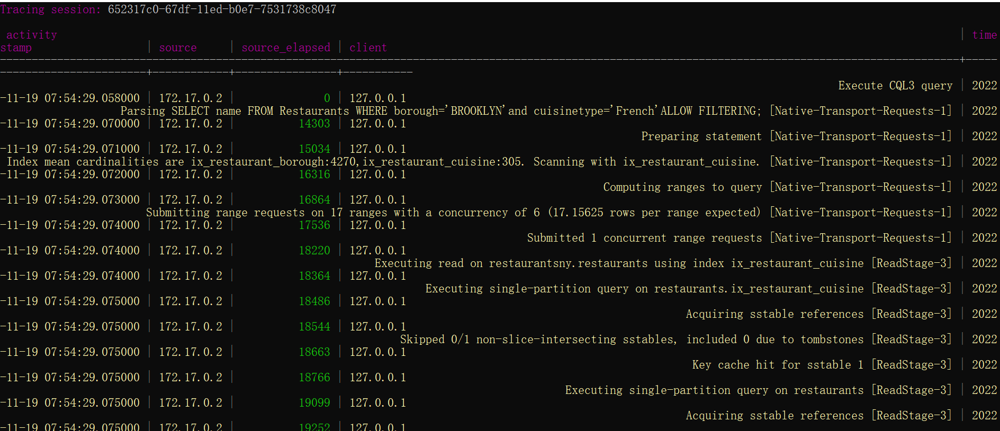 Tracing session: 652317c0-67df-11ed-b0e7-7531738c8047
activity | time
stamp | source | source_elapsed | client
Execute CQL3 query | 2022
-11-19 07:54:29.058000 | 172.17.0.2 | 0 | 127.0.0.1
Parsing SELECT name FROM Restaurants WHERE borough='BROOKLYN'and cuisinetype='French'ALLOW FILTERING; [Native-Transport-Requests-1] | 2022
-11-19 07:54:29.070000 | 172.17.0.2 | 14303 | 127.0.0.1
Preparing statement [Native-Transport-Requests-1] | 2022
-11-19 07:54:29.071000 | 172.17.0.2 | 15034 | 127.0.0.1
Index mean cardinalities are ix_restaurant_borough:4270,ix_restaurant_cuisine:305. Scanning with ix_restaurant_cuisine. [Native-Transport-Requests-1] | 2022
-11-19 07:54:29.072000 | 172.17.0.2 | 16316 | 127.0.0.1
Computing ranges to query [Native-Transport-Requests-1] | 2022
-11-19 07:54:29.073000 | 172.17.0.2 | 16864 | 127.0.0.1
Submitting range requests on 17 ranges with a concurrency of 6 (17.15625 rows per range expected) [Native-Transport-Requests-1] | 2022
-11-19 07:54:29.074000 | 172.17.0.2 | 17536 | 127.0.0.1
Submitted 1 concurrent range requests [Native-Transport-Requests-1] | 2022
-11-19 07:54:29.074000 | 172.17.0.2 | 18220 | 127.0.0.1
Executing read on restaurantsny.restaurants using index ix_restaurant_cuisine [ReadStage-3] | 2022
-11-19 07:54:29.074000 | 172.17.0.2 | 18364 | 127.0.0.1
Executing single-partition query on restaurants.ix_restaurant_cuisine [ReadStage-3] | 2022
-11-19 07:54:29.075000 | 172.17.0.2 | 18486 | 127.0.0.1
Acquiring sstable references [ReadStage-3] | 2022
-11-19 07:54:29.075000 | 172.17.0.2 | 18544 | 127.0.0.1
Skipped 0/1 non-slice-intersecting sstables, included 0 due to tombstones [ReadStage-3] | 2022
-11-19 07:54:29.075000 | 172.17.0.2 | 18663 | 127.0.0.1
Key cache hit for sstable 1 [ReadStage-3] | 2022
-11-19 07:54:29.075000 | 172.17.0.2 | 18766 | 127.0.0.1
Executing single-partition query on restaurants [ReadStage-3] | 2022
-11-19 07:54:29.075000 | 172.17.0.2 | 19099 | 127.0.0.1
Acquiring sstable references [ReadStage-3] | 2022
-11-19 07:54:29.075000 | 172.17.0.2 | 19252 | 127.0.0.1